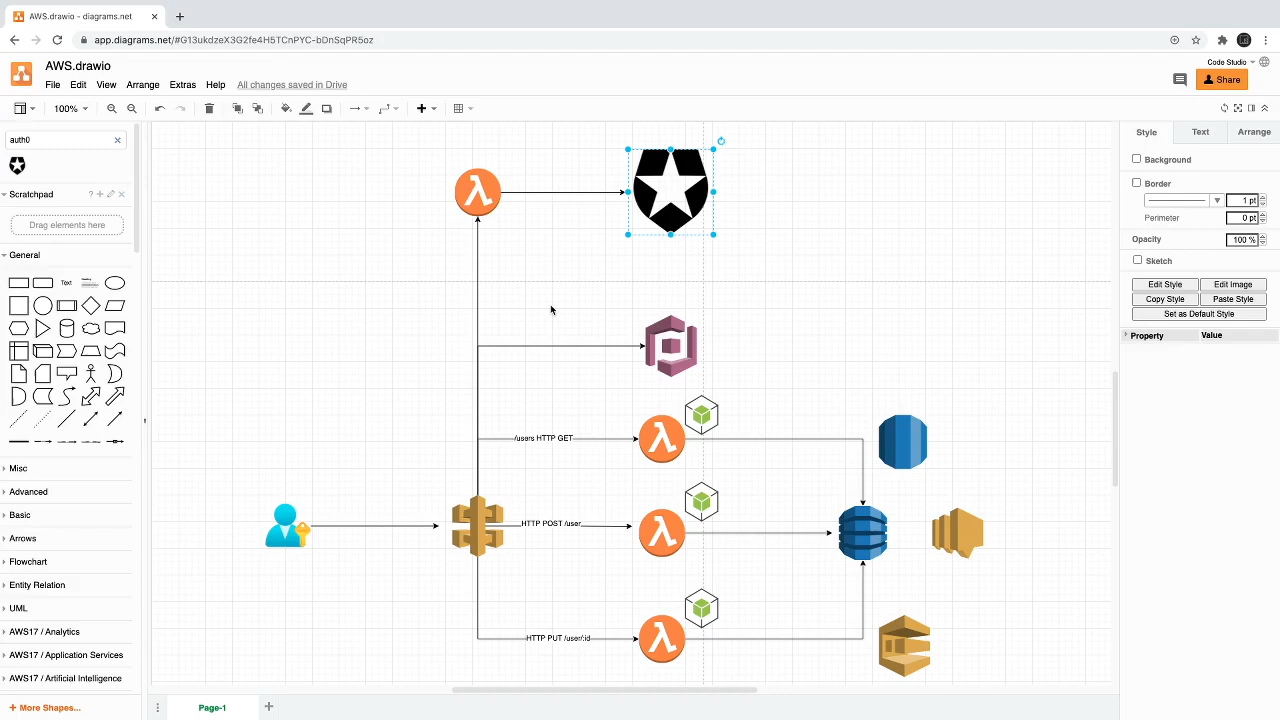 AWS.drawio - diagrams.net
app.diagrams.net/#G13ukdzeX3G2fe4H5TCnPYC-bDnSqPR5oz
AWS.drawio
File Edit View Arrange Extras Help All changes saved in Drive
Code Studio
Share
100%
auth0
Scratchpad
Drag elements here
General
Text
Misc
Advanced
Basic
Arrows
Flowchart
Entity Relation
UML
AWS17 / Analytics
AWS17 / Application Services
AWS17 / Artificial Intelligence
+ More Shapes...
/users HTTP GET
HTTP POST /user
HTTP PUT /user/:id
Page-1
Style Text Arrange
Background
Border
1 pt
Perimeter 0 pt
Opacity 100 %
Sketch
Edit Style Edit Image
Copy Style Paste Style
Set as Default Style
Property Value